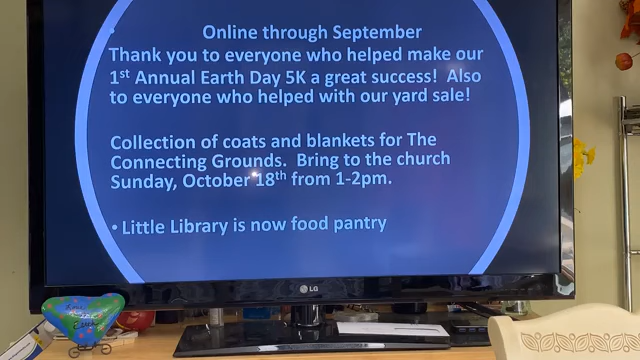 Online through September
Thank you to everyone who helped make our
1st Annual Earth Day 5K a great success! Also
to everyone who helped with our yard sale!
Collection of coats and blankets for The
Connecting Grounds. Bring to the church
Sunday, October 18th from 1-2pm.
• Little Library is now food pantry
LG